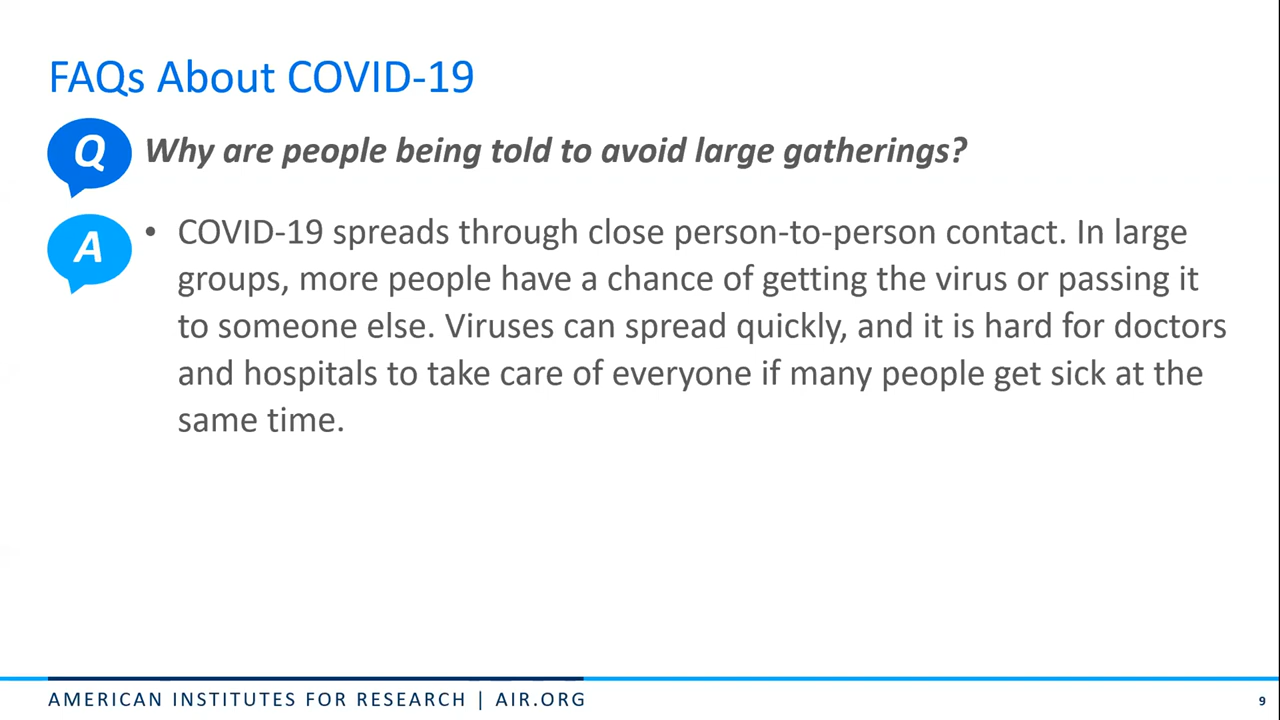 FAQs About COVID-19
Q
Why are people being told to avoid large gatherings?
A
• COVID-19 spreads through close person-to-person contact. In large
groups, more people have a chance of getting the virus or passing it
to someone else. Viruses can spread quickly, and it is hard for doctors
and hospitals to take care of everyone if many people get sick at the
same time.
AMERICAN INSTITUTES FOR RESEARCH | AIR.ORG
9